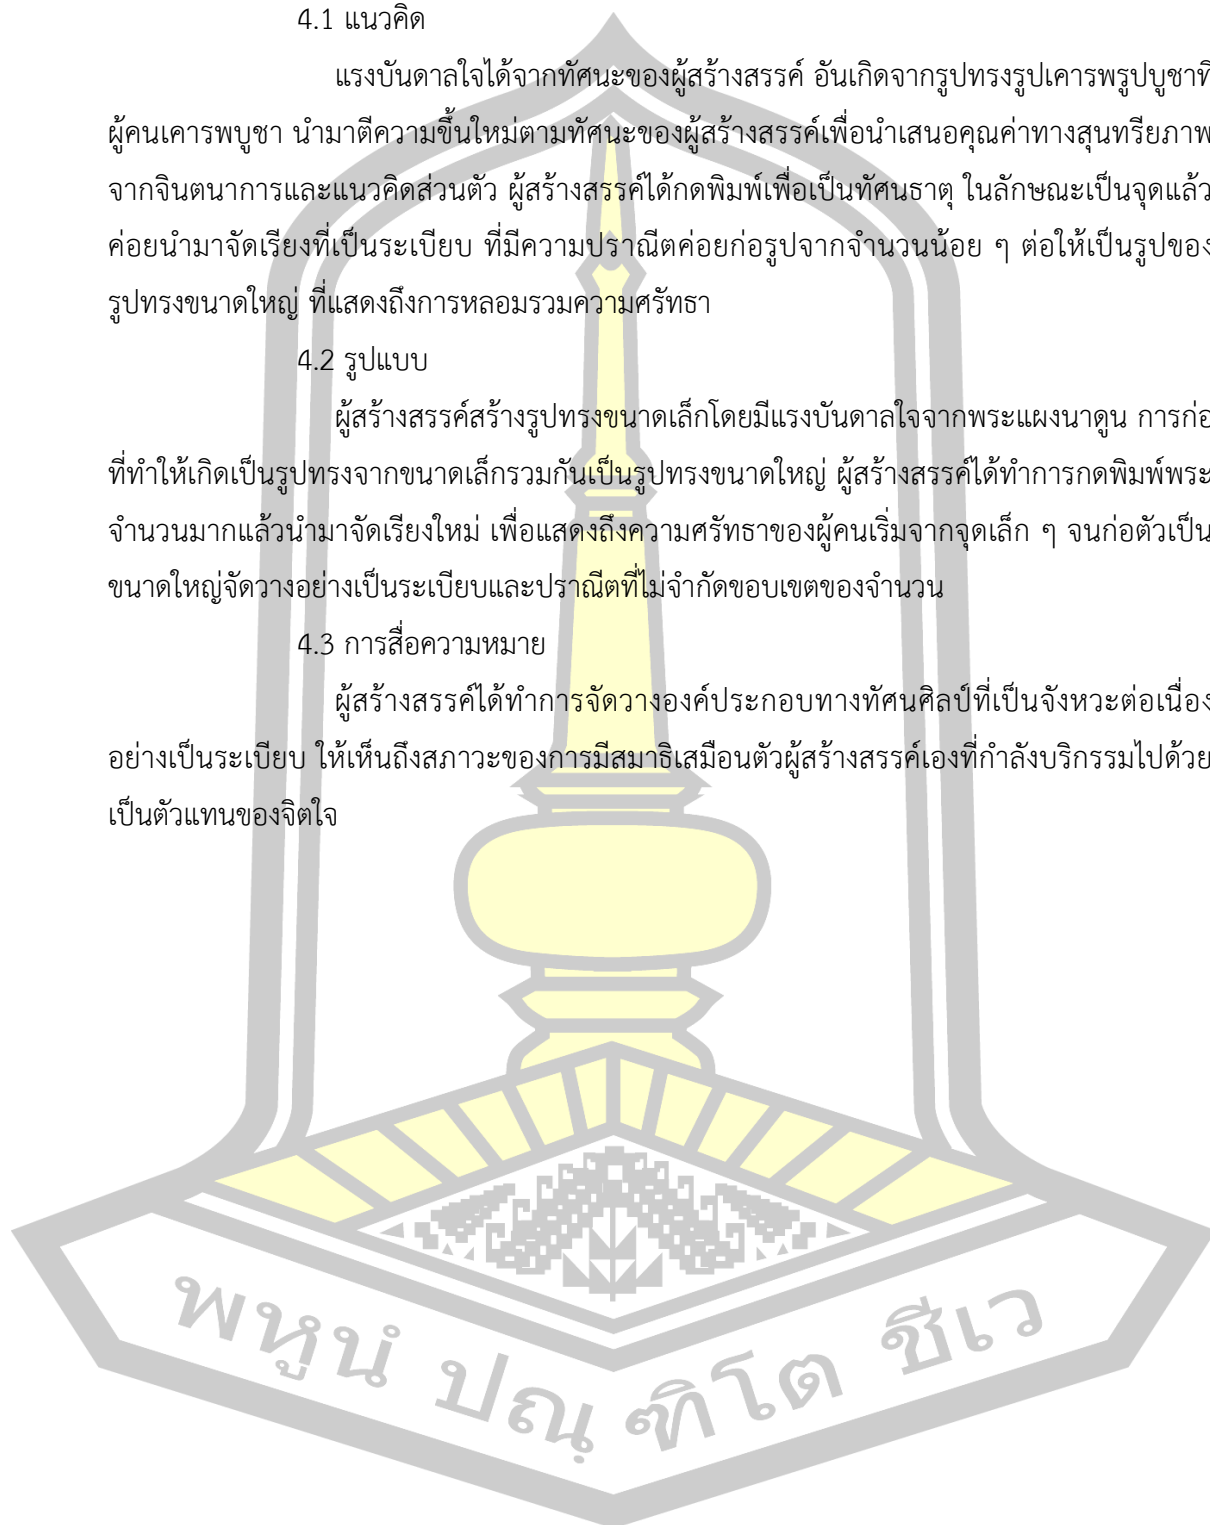 4.1 แนวคิด
แรงบันดาลใจได้จากทัศนะของผู้สร้างสรรค์ อันเกิดจากรูปทรงรูปเคารพรูปบูชาที่
ผู้คนเคารพบูชา นำมาตีความขึ้นใหม่ตามทัศนะของผู้สร้างสรรค์เพื่อนำเสนอคุณค่าทางสุนทรียภาพ
จากจินตนาการและแนวคิดส่วนตัว ผู้สร้างสรรค์ได้กดพิมพ์เพื่อเป็นทัศนธาตุ ในลักษณะเป็นจุดแล้ว
ค่อยนำมาจัดเรียงที่เป็นระเบียบ ที่มีความปราณีตค่อยก่อรูปจากจำนวนน้อย ๆ ต่อให้เป็นรูปของ
รูปทรงขนาดใหญ่ ที่แสดงถึงการหลอมรวมความศรัทธา
4.2 รูปแบบ
ผู้สร้างสรรค์สร้างรูปทรงขนาดเล็กโดยมีแรงบันดาลใจจากพระแผงนาดูน การก่อ
ที่ทำให้เกิดเป็นรูปทรงจากขนาดเล็กรวมกันเป็นรูปทรงขนาดใหญ่ ผู้สร้างสรรค์ได้ทำการกดพิมพ์พระ
จำนวนมากแล้วนำมาจัดเรียงใหม่ เพื่อแสดงถึงความศรัทธาของผู้คนเริ่มจากจุดเล็ก ๆ จนก่อตัวเป็น
ขนาดใหญ่จัดวางอย่างเป็นระเบียบและปราณีตที่ไม่จำกัดขอบเขตของจำนวน
4.3 การสื่อความหมาย
ผู้สร้างสรรค์ได้ทำการจัดวางองค์ประกอบทางทัศนศิลป์ที่เป็นจังหวะต่อเนื่อง
อย่างเป็นระเบียบ ให้เห็นถึงสภาวะของการมีสมาธิเสมือนตัวผู้สร้างสรรค์เองที่กำลังบริกรรมไปด้วย
เป็นตัวแทนของจิตใจ
พหูนํ ปณฺ ฑิโต ชีเว